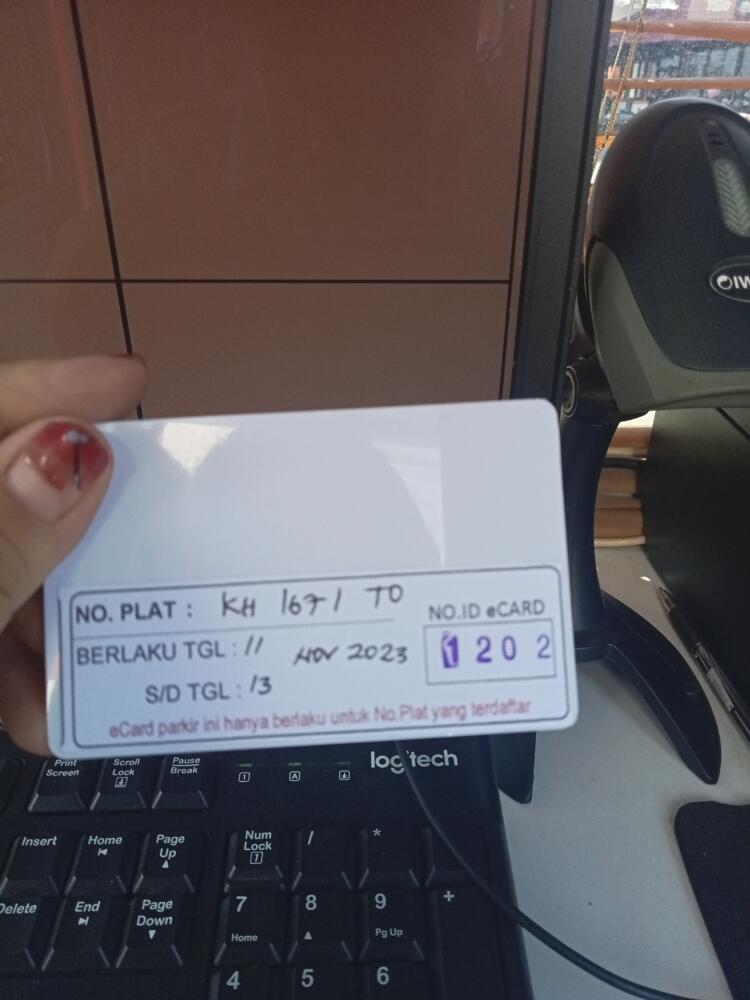 NO. PLAT : KH 1671 TO
NO.ID eCARD
BERLAKU TGL : 11 NOV 2023
1202
S/D TGL : 13
eCard parkir ini hanya berlaku untuk No.Plat yang terdaftar
logitech
Print Screen
Scroll Lock
Pause Break
1
A
Insert
Home
Page Up
Num Lock
1
/
*
Delete
End
Page Down
7 Home
8
9 Pg Up
+
4
5
6